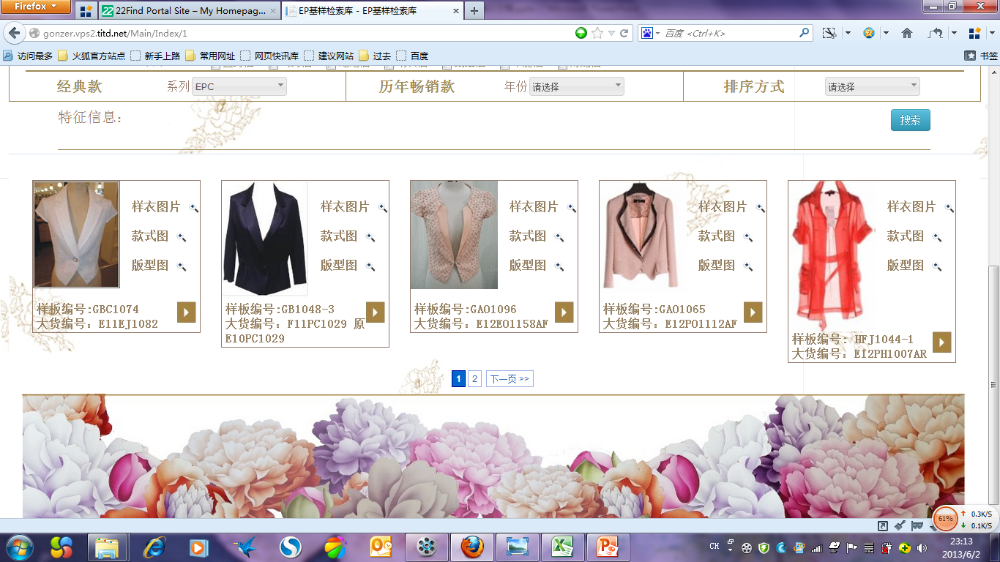 Firefox
22Find Portal Site – My Homepag...
EP基样检索库 - EP基样检索库
gonzer.vps2.titd.net/Main/Index/1
百度 <Ctrl+K>
访问最多 火狐官方站点 新手上路 常用网址 网页快讯库 建议网站 过去 百度 书签
经典款 系列 EPC 历年畅销款 年份 请选择 排序方式 请选择
特征信息:
搜索
样衣图片 样衣图片 样衣图片 样衣图片 样衣图片
款式图 款式图 款式图 款式图 款式图
版型图 版型图 版型图 版型图 版型图
样板编号:GBC1074
大货编号: E11EJ1082
样板编号:GB1048-3
大货编号: F11PC1029 原
E10PC1029
样板编号:GAO1096
大货编号: E12EO1158AF
样板编号:GAO1065
大货编号: E12PO1112AF
样板编号: HFJ1044-1
大货编号: E12PH1007AR
1 2 下一页 >>
61% 0.3K/S
0.1K/S
CH
23:13
2013/6/2